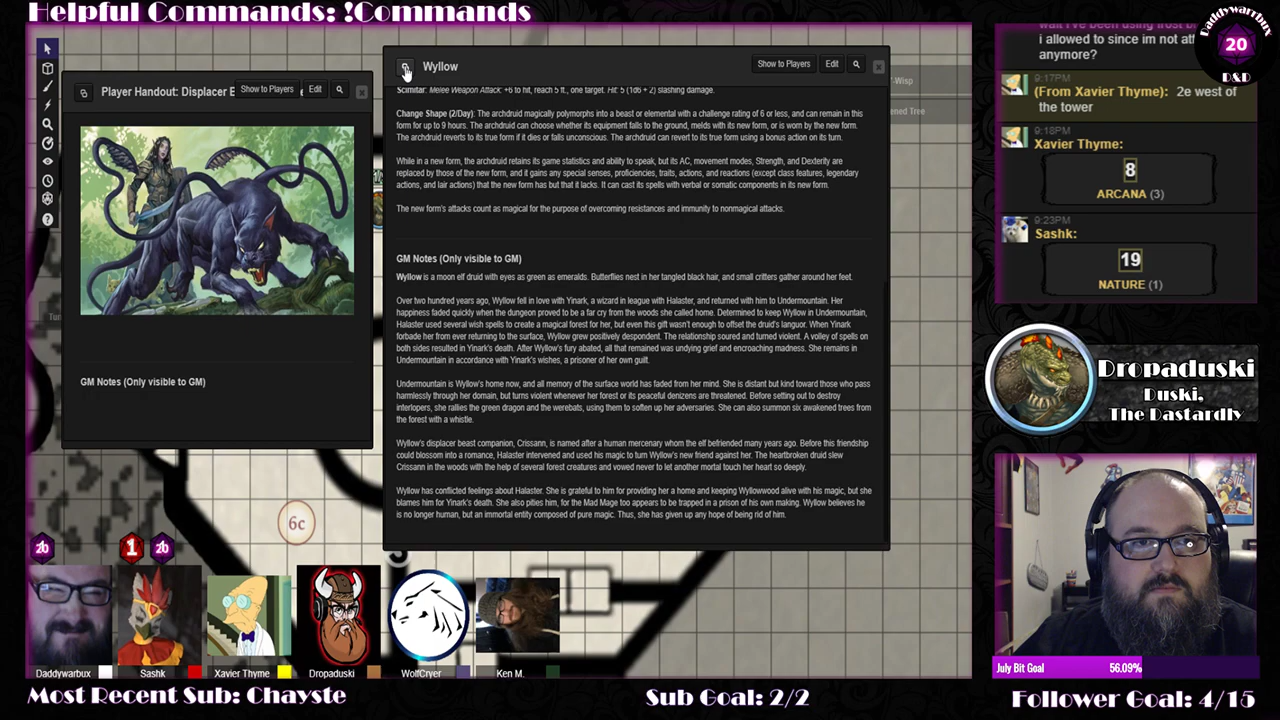 Helpful Commands: !Commands
Daddywarrbux
20
D&D
Player Handout: Displacer B
Show to Players
Edit
GM Notes (Only visible to GM)
Wyllow
Show to Players
Edit
Scimitar: Melee Weapon Attack: +6 to hit, reach 5 ft., one target. Hit: 5 (1d6 + 2) slashing damage.
Change Shape (2/Day): The archdruid magically polymorphs into a beast or elemental with a challenge rating of 6 or less, and can remain in this
form for up to 9 hours. The archdruid can choose whether its equipment falls to the ground, melds with its new form, or is worn by the new form.
The archdruid reverts to its true form if it dies or falls unconscious. The archdruid can revert to its true form using a bonus action on its turn.
While in a new form, the archdruid retains its game statistics and ability to speak, but its AC, movement modes, Strength, and Dexterity are
replaced by those of the new form, and it gains any special senses, proficiencies, traits, actions, and reactions (except class features, legendary
actions, and lair actions) that the new form has but that it lacks. It can cast its spells with verbal or somatic components in its new form.
The new form's attacks count as magical for the purpose of overcoming resistances and immunity to nonmagical attacks.
GM Notes (Only visible to GM)
Wyllow is a moon elf druid with eyes as green as emeralds. Butterflies nest in her tangled black hair, and small critters gather around her feet.
Over two hundred years ago, Wyllow fell in love with Yinark, a wizard in league with Halaster, and returned with him to Undermountain. Her
happiness faded quickly when the dungeon proved to be a far cry from the woods she called home. Determined to keep Wyllow in Undermountain,
Halaster used several wish spells to create a magical forest for her, but even this gift wasn't enough to offset the druid's languor. When Yinark
forbade her from ever returning to the surface, Wyllow grew positively despondent. The relationship soured and turned violent. A volley of spells on
both sides resulted in Yinark's death. After Wyllow's fury abated, all that remained was undying grief and encroaching madness. She remains in
Undermountain in accordance with Yinark's wishes, a prisoner of her own guilt.
Undermountain is Wyllow's home now, and all memory of the surface world has faded from her mind. She is distant but kind toward those who pass
harmlessly through her domain, but turns violent whenever her forest or its peaceful denizens are threatened. Before setting out to destroy
interlopers, she rallies the green dragon and the werebats, using them to soften up her adversaries. She can also summon six awakened trees from
the forest with a whistle.
Wyllow's displacer beast companion, Crissann, is named after a human mercenary whom the elf befriended many years ago. Before this friendship
could blossom into a romance, Halaster intervened and used his magic to turn Wyllow's new friend against her. The heartbroken druid slew
Crissann in the woods with the help of several forest creatures and vowed never to let another mortal touch her heart so deeply.
Wyllow has conflicted feelings about Halaster. She is grateful to him for providing her a home and keeping Wyllowwood alive with his magic, but she
blames him for Yinark's death. She also pities him, for the Mad Mage too appears to be trapped in a prison of his own making. Wyllow believes he
is no longer human, but an immortal entity composed of pure magic. Thus, she has given up any hope of being rid of him.
-Wisp
ened Tree
i allowed to since im not
anymore?
9:17PM
(From Xavier Thyme): 2e west of
the tower
9:18PM
Xavier Thyme:
8
ARCANA (3)
9:23PM
Sashk:
19
NATURE (1)
Dropaduski
Duski,
The Dastardly
6c
1
Daddywarbux
Sashk
Xavier Thyme
Dropaduski
WolfCryer
Ken M.
July Bit Goal
56.09%
Most Recent Sub: Chayste
Sub Goal: 2/2
Follower Goal: 4/15